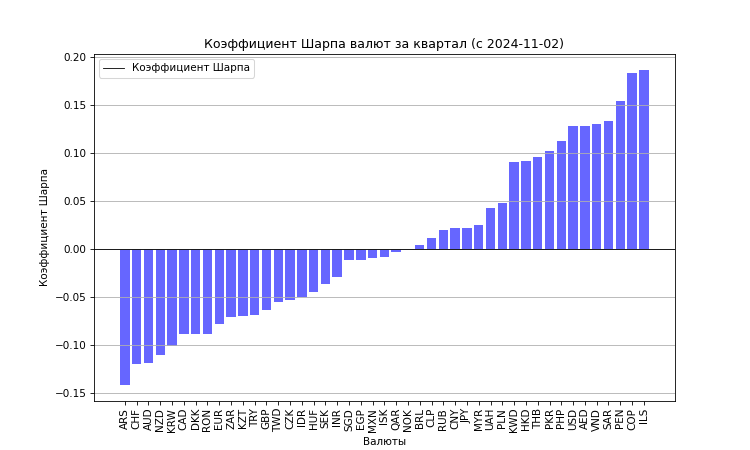 Коэффициент Шарпа валют за квартал (с 2024-11-02)
Коэффициент Шарпа
0.20
0.15
0.10
0.05
0.00
−0.05
−0.10
−0.15
Коэффициент Шарпа
ARS CHF AUD NZD KRW CAD DKK RON EUR ZAR KZT TRY GBP TWD CZK IDR HUF SEK INR SGD EGP MXN ISK QAR NOK BRL CLP RUB CNY JPY MYR UAH PLN KWD HKD THB PKR PHP USD AED VND SAR PEN COP ILS
Валюты